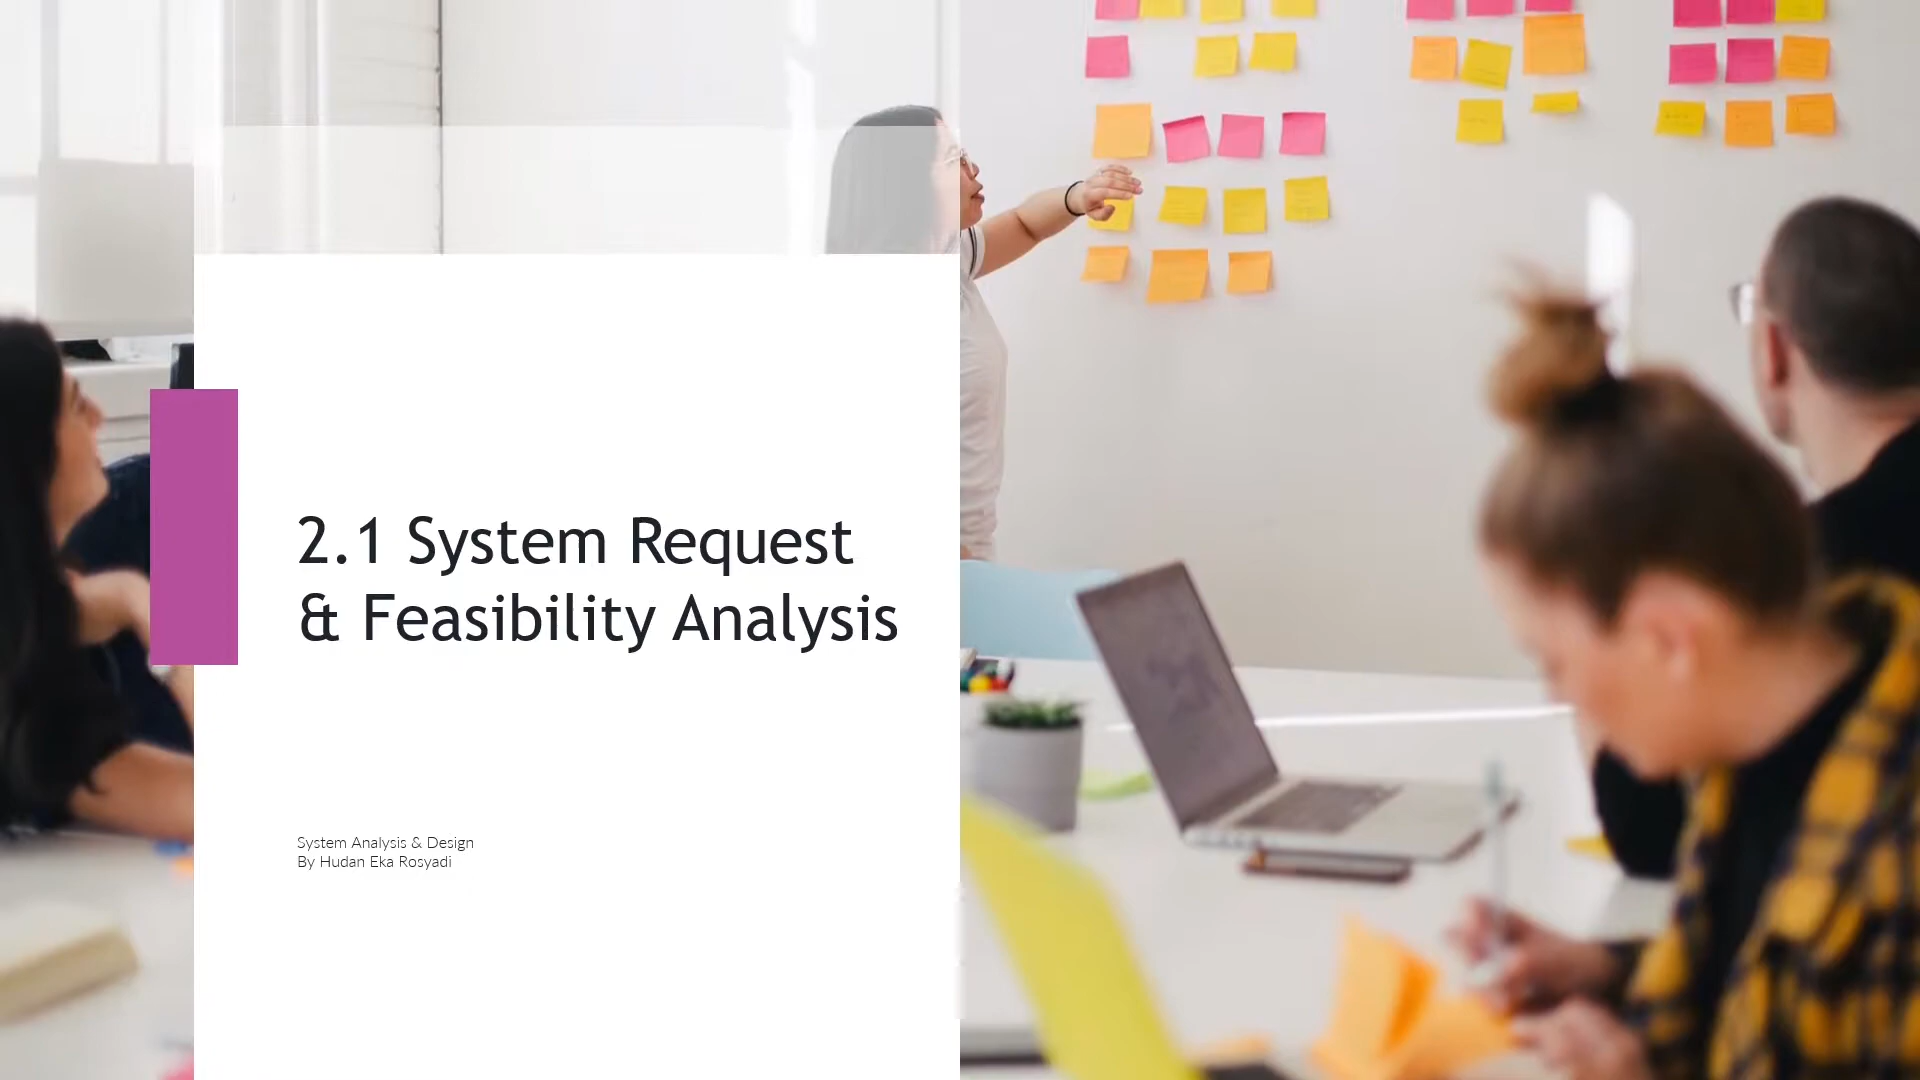 2.1 System Request
& Feasibility Analysis
System Analysis & Design
By Hudan Eka Rosyadi